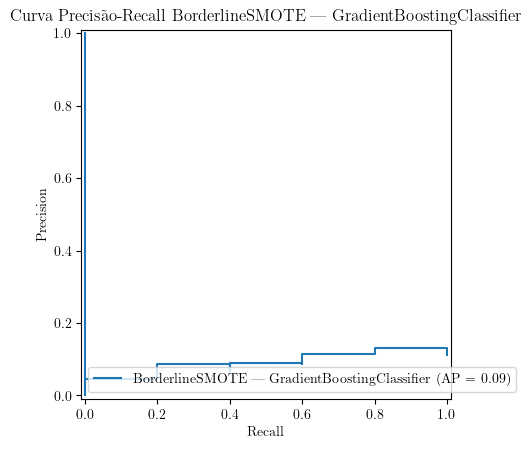 Curva Precisão-Recall BorderlineSMOTE — GradientBoostingClassifier
1.0
0.8
0.6
0.4
0.2
0.0
Precision
BorderlineSMOTE — GradientBoostingClassifier (AP = 0.09)
0.0 0.2 0.4 0.6 0.8 1.0
Recall